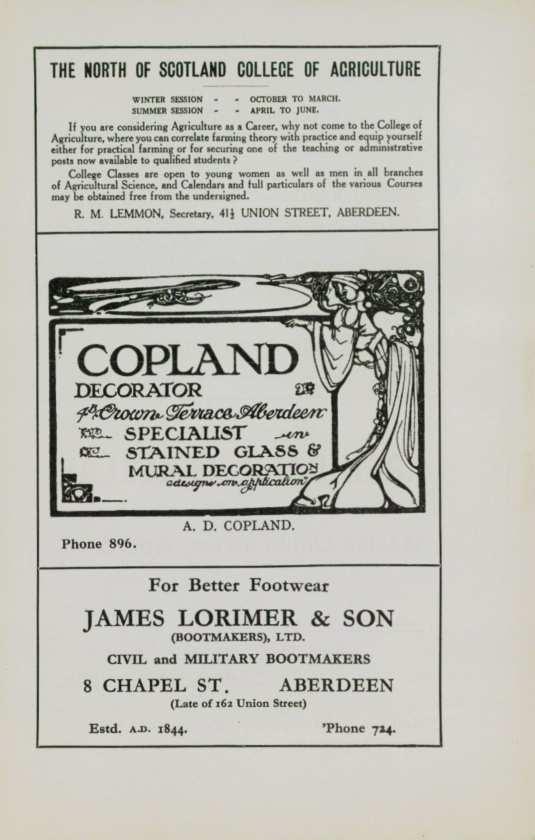 THE NORTH OF SCOTLAND COLLEGE OF AGRICULTURE
WINTER SESSION - - OCTOBER TO MARCH.
SUMMER SESSION - - APRIL TO JUNE.
If you are considering Agriculture as a Career, why not come to the College of
Agriculture, where you can correlate farming theory with practice and equip yourself
either for practical farming or for securing one of the teaching or administrative
posts now available to qualified students ?
College Classes are open to young women as well as men in all branches
of Agricultural Science, and Calendars and full particulars of the various Courses
may be obtained free from the undersigned.
R. M. LEMMON, Secretary, 41½ UNION STREET, ABERDEEN.
COPLAND
DECORATOR
Crown Terrace Aberdeen
SPECIALIST in
STAINED GLASS &
MURAL DECORATION
designs on application
A. D. COPLAND.
Phone 896.
For Better Footwear
JAMES LORIMER & SON
(BOOTMAKERS), LTD.
CIVIL and MILITARY BOOTMAKERS
8 CHAPEL ST. ABERDEEN
(Late of 162 Union Street)
Estd. A.D. 1844. 'Phone 724.